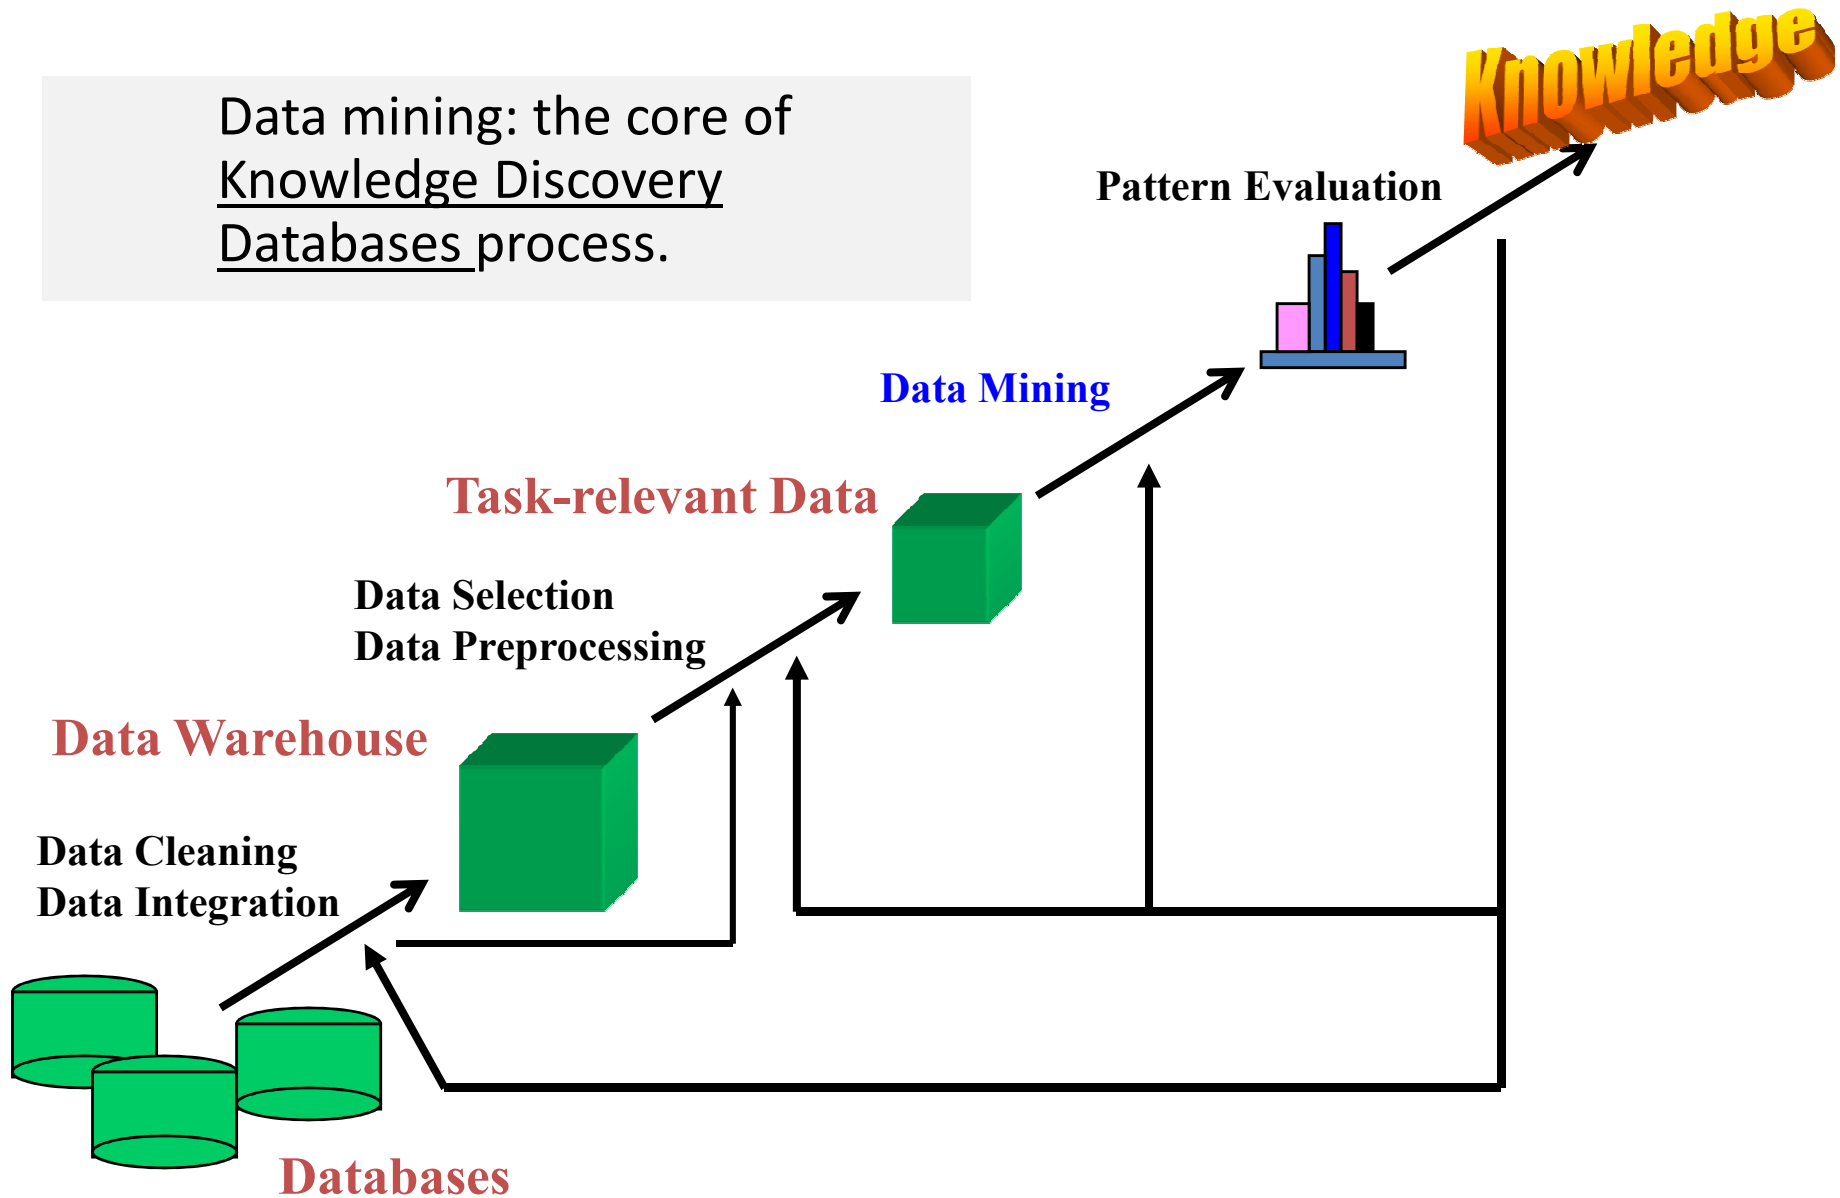 Knowledge
Data mining: the core of
Knowledge Discovery
Databases process.
Pattern Evaluation
Data Mining
Task-relevant Data
Data Selection
Data Preprocessing
Data Warehouse
Data Cleaning
Data Integration
Databases